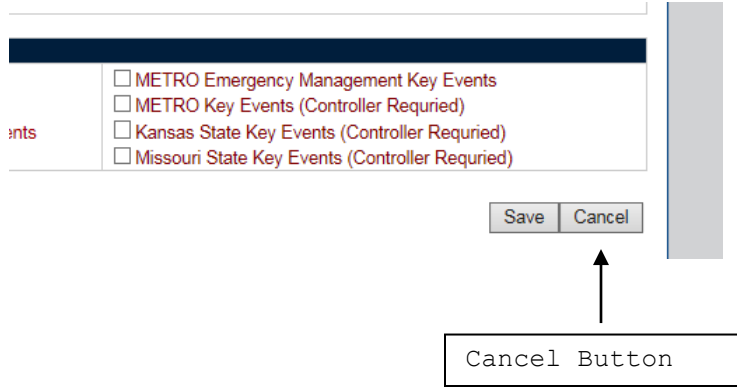 METRO Emergency Management Key Events
METRO Key Events (Controller Requried)
ents
Kansas State Key Events (Controller Requried)
Missouri State Key Events (Controller Requried)
Save Cancel
Cancel Button